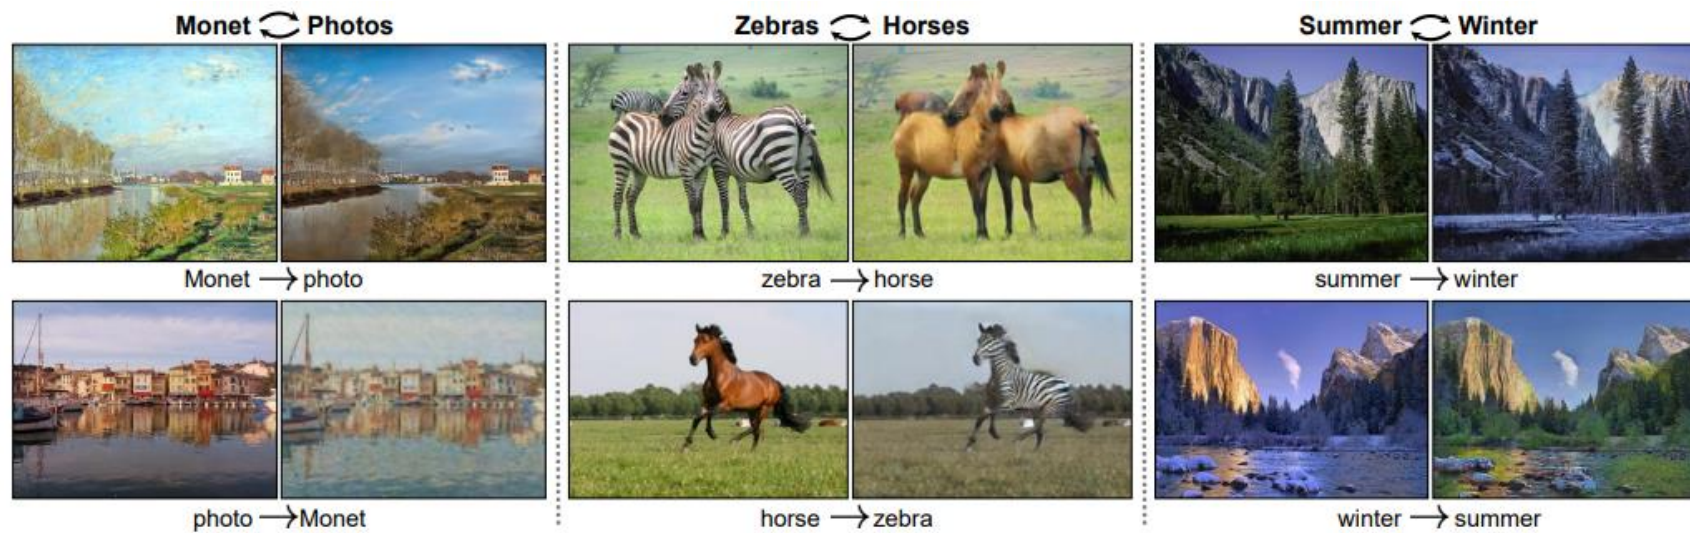 Monet ⇄ Photos
Zebras ⇄ Horses
Summer ⇄ Winter
Monet → photo
zebra → horse
summer → winter
photo → Monet
horse → zebra
winter → summer